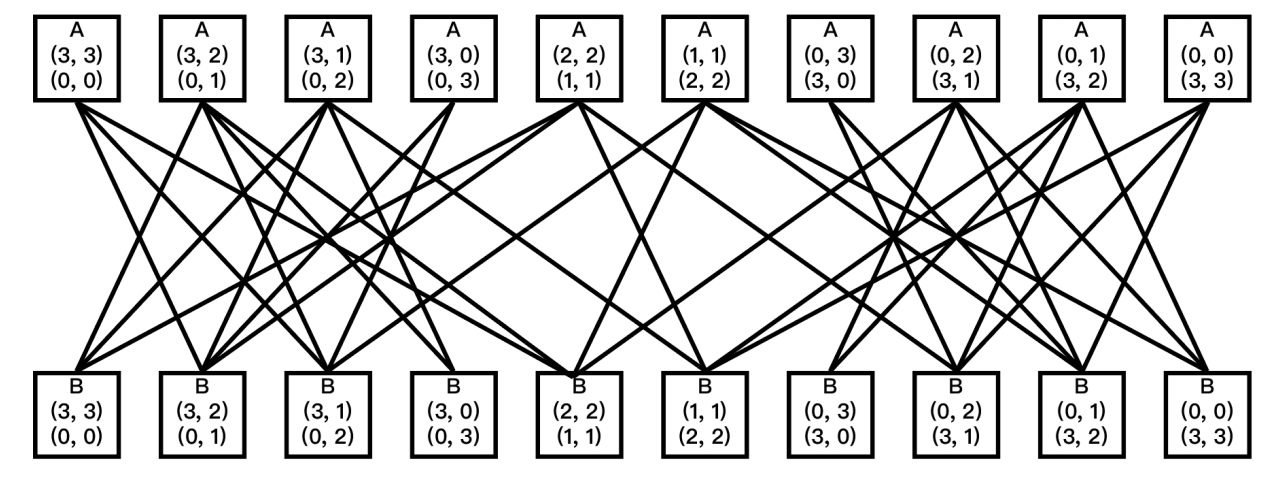 A A A A A A A A A A
(3, 3) (3, 2) (3, 1) (3, 0) (2, 2) (1, 1) (0, 3) (0, 2) (0, 1) (0, 0)
(0, 0) (0, 1) (0, 2) (0, 3) (1, 1) (2, 2) (3, 0) (3, 1) (3, 2) (3, 3)
B B B B B B B B B B
(3, 3) (3, 2) (3, 1) (3, 0) (2, 2) (1, 1) (0, 3) (0, 2) (0, 1) (0, 0)
(0, 0) (0, 1) (0, 2) (0, 3) (1, 1) (2, 2) (3, 0) (3, 1) (3, 2) (3, 3)